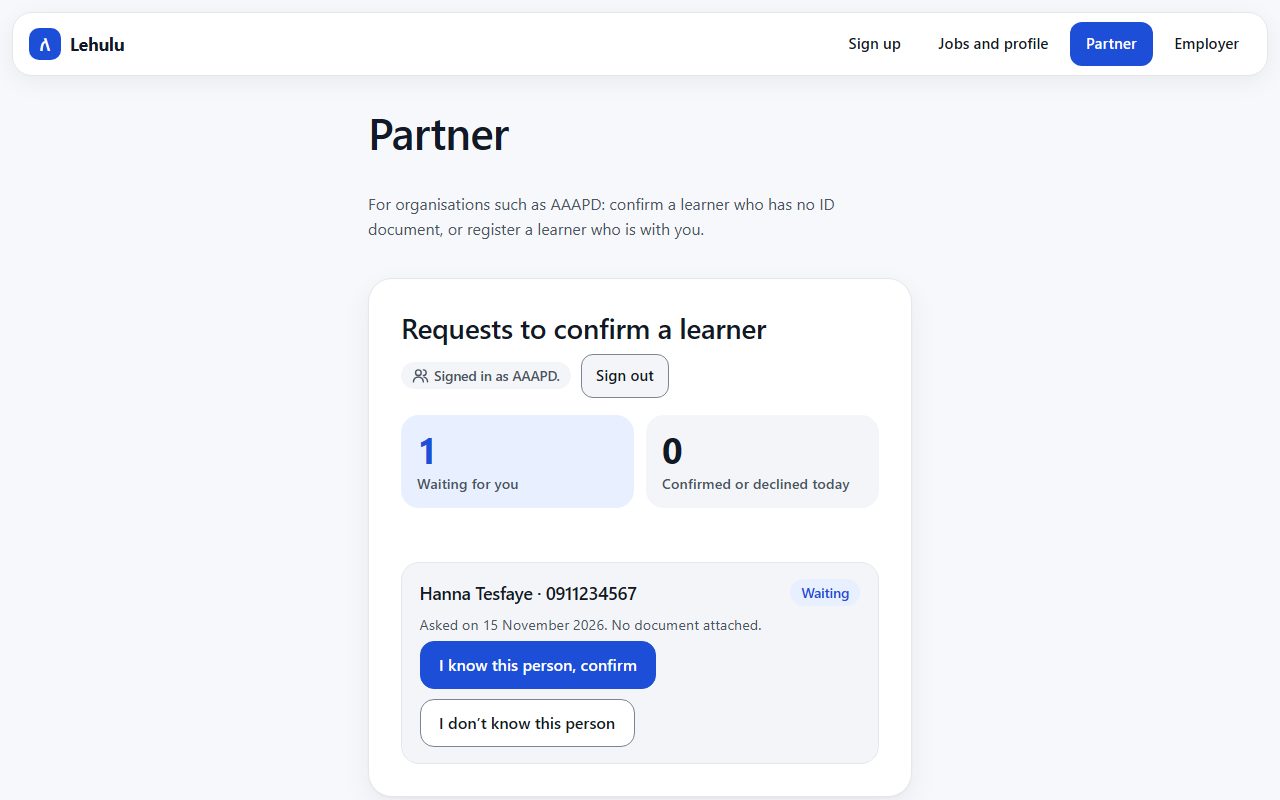 ለ Lehulu
Sign up
Jobs and profile
Partner
Employer
Partner
For organisations such as AAAPD: confirm a learner who has no ID
document, or register a learner who is with you.
Requests to confirm a learner
Signed in as AAAPD.
Sign out
1
Waiting for you
0
Confirmed or declined today
Hanna Tesfaye · 0911234567
Waiting
Asked on 15 November 2026. No document attached.
I know this person, confirm
I don’t know this person